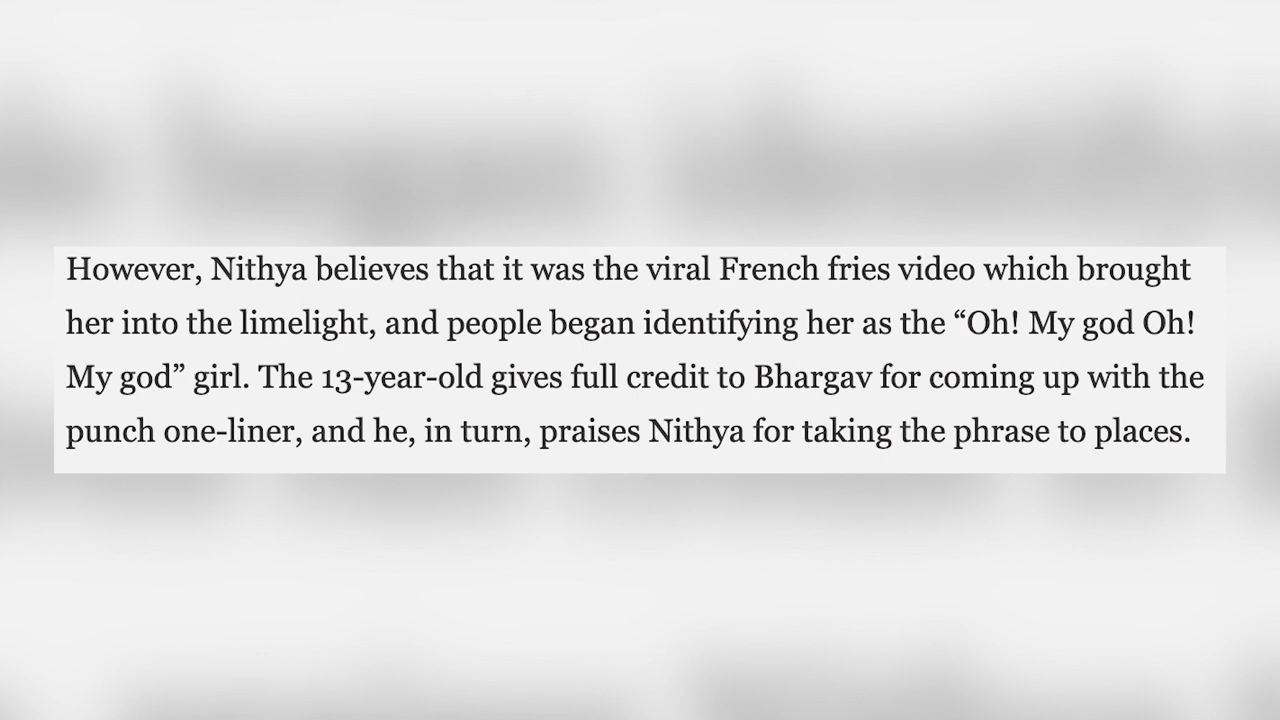 However, Nithya believes that it was the viral French fries video which brought
her into the limelight, and people began identifying her as the “Oh! My god Oh!
My god” girl. The 13-year-old gives full credit to Bhargav for coming up with the
punch one-liner, and he, in turn, praises Nithya for taking the phrase to places.